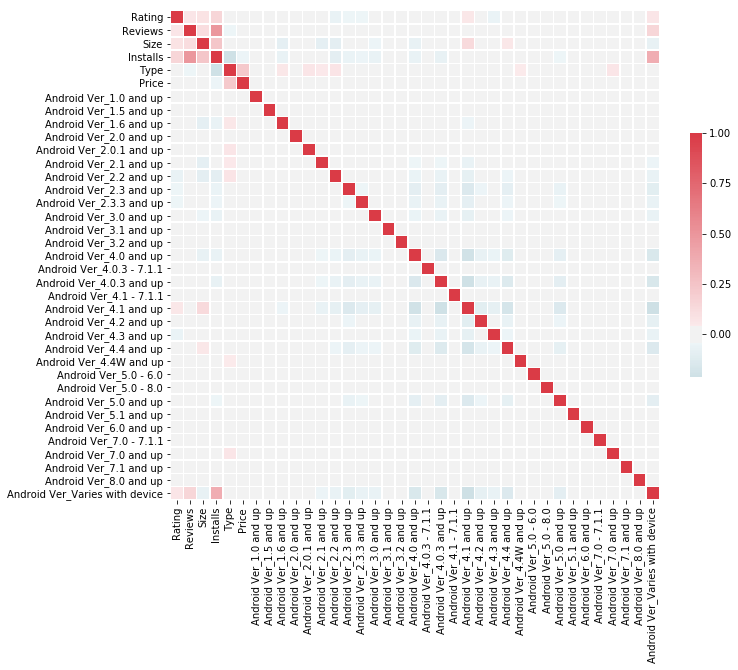 Rating
Reviews
Size
Installs
Type
Price
Android Ver_1.0 and up
Android Ver_1.5 and up
Android Ver_1.6 and up
Android Ver_2.0 and up
Android Ver_2.0.1 and up
Android Ver_2.1 and up
Android Ver_2.2 and up
Android Ver_2.3 and up
Android Ver_2.3.3 and up
Android Ver_3.0 and up
Android Ver_3.1 and up
Android Ver_3.2 and up
Android Ver_4.0 and up
Android Ver_4.0.3 - 7.1.1
Android Ver_4.0.3 and up
Android Ver_4.1 - 7.1.1
Android Ver_4.1 and up
Android Ver_4.2 and up
Android Ver_4.3 and up
Android Ver_4.4 and up
Android Ver_4.4W and up
Android Ver_5.0 - 6.0
Android Ver_5.0 - 8.0
Android Ver_5.0 and up
Android Ver_5.1 and up
Android Ver_6.0 and up
Android Ver_7.0 - 7.1.1
Android Ver_7.0 and up
Android Ver_7.1 and up
Android Ver_8.0 and up
Android Ver_Varies with device
Rating
Reviews
Size
Installs
Type
Price
Android Ver_1.0 and up
Android Ver_1.5 and up
Android Ver_1.6 and up
Android Ver_2.0 and up
Android Ver_2.0.1 and up
Android Ver_2.1 and up
Android Ver_2.2 and up
Android Ver_2.3 and up
Android Ver_2.3.3 and up
Android Ver_3.0 and up
Android Ver_3.1 and up
Android Ver_3.2 and up
Android Ver_4.0 and up
Android Ver_4.0.3 - 7.1.1
Android Ver_4.0.3 and up
Android Ver_4.1 - 7.1.1
Android Ver_4.1 and up
Android Ver_4.2 and up
Android Ver_4.3 and up
Android Ver_4.4 and up
Android Ver_4.4W and up
Android Ver_5.0 - 6.0
Android Ver_5.0 - 8.0
Android Ver_5.0 and up
Android Ver_5.1 and up
Android Ver_6.0 and up
Android Ver_7.0 - 7.1.1
Android Ver_7.0 and up
Android Ver_7.1 and up
Android Ver_8.0 and up
Android Ver_Varies with device
1.00
0.75
0.50
0.25
0.00